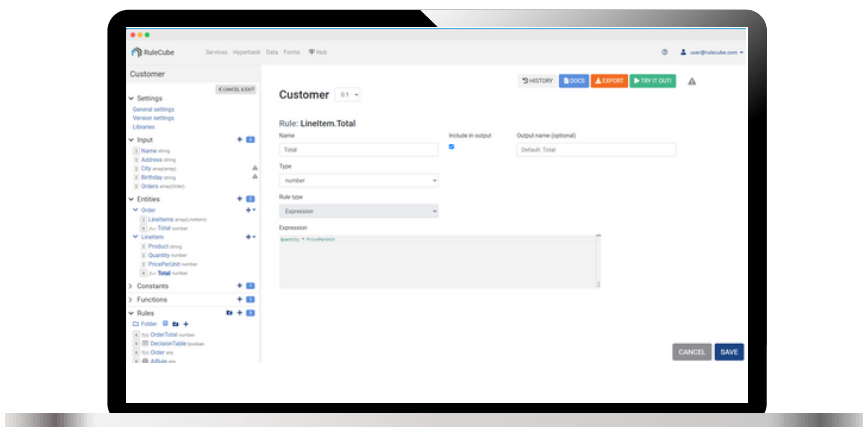 RuleCube
Services Hyperbank Data Forms Hub
user@rulecube.com
Customer
CANCEL & EXIT
Settings
General settings
Version settings
Libraries
Input
Name string
Address string
City array(array)
Birthday string
Orders array(Order)
Entities
Order
LineItems array(LineItem)
Total number
LineItem
Product string
Quantity number
PricePerUnit number
Total number
Constants
Functions
Rules
Folder
f(x) OrderTotal number
DecisionTable boolean
f(x) Order any
AllRule any
HISTORY
DOCS
EXPORT
TRY IT OUT!
Customer 0.1
Rule: LineItem.Total
Name
Include in output
Output name (optional)
Total
Default: Total
Type
number
Rule type
Expression
Expression
Quantity * PricePerUnit
CANCEL
SAVE